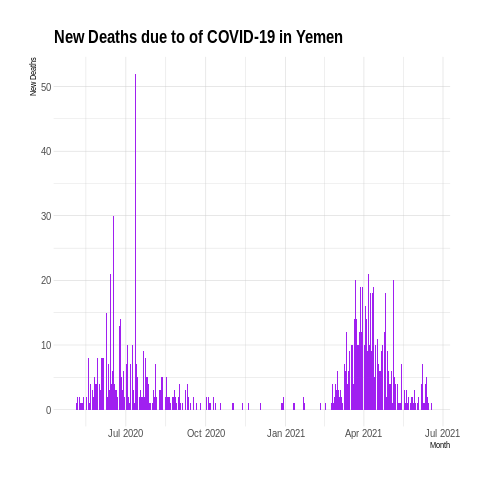 New Deaths due to of COVID-19 in Yemen
New Deaths
50
40
30
20
10
0
Jul 2020 Oct 2020 Jan 2021 Apr 2021 Jul 2021
Month